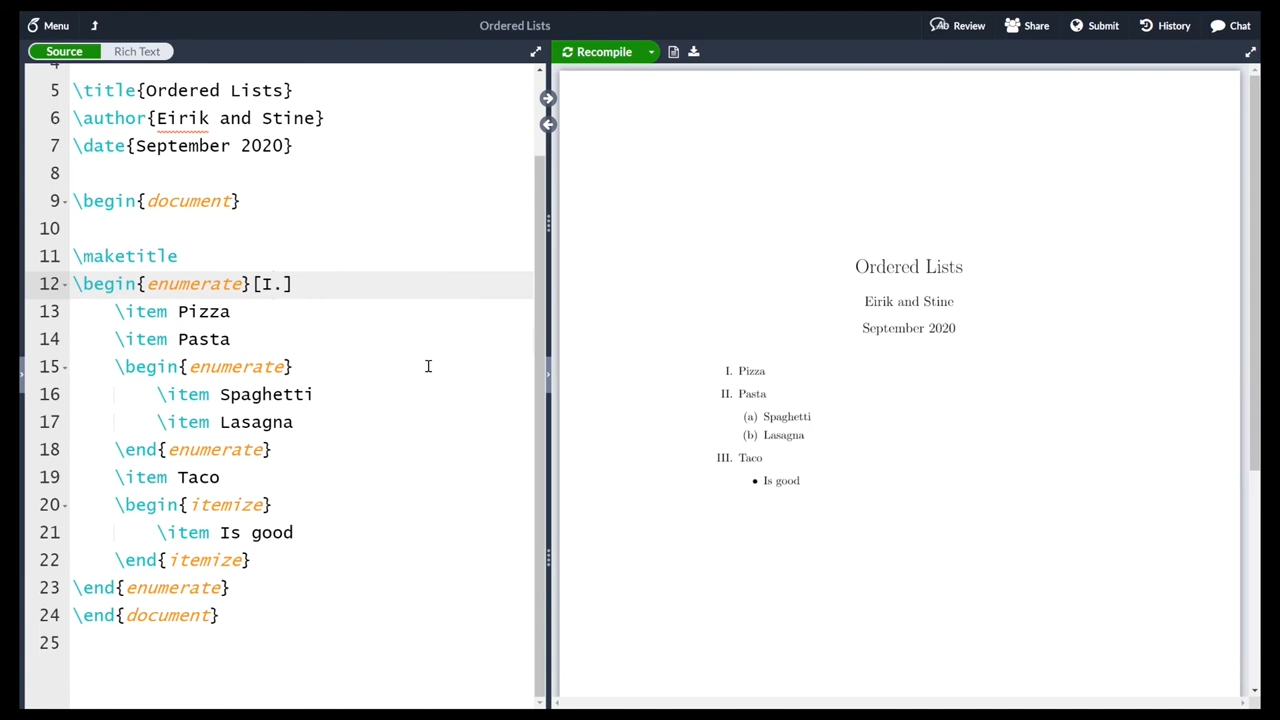 Menu
Ordered Lists
Review
Share
Submit
History
Chat
Source
Rich Text
Recompile
4
5 \title{Ordered Lists}
6 \author{Eirik and Stine}
7 \date{September 2020}
8
9 \begin{document}
10
11 \maketitle
12 \begin{enumerate}[I.]
13 \item Pizza
14 \item Pasta
15 \begin{enumerate}
16 \item Spaghetti
17 \item Lasagna
18 \end{enumerate}
19 \item Taco
20 \begin{itemize}
21 \item Is good
22 \end{itemize}
23 \end{enumerate}
24 \end{document}
25
Ordered Lists
Eirik and Stine
September 2020
I. Pizza
II. Pasta
(a) Spaghetti
(b) Lasagna
III. Taco
• Is good